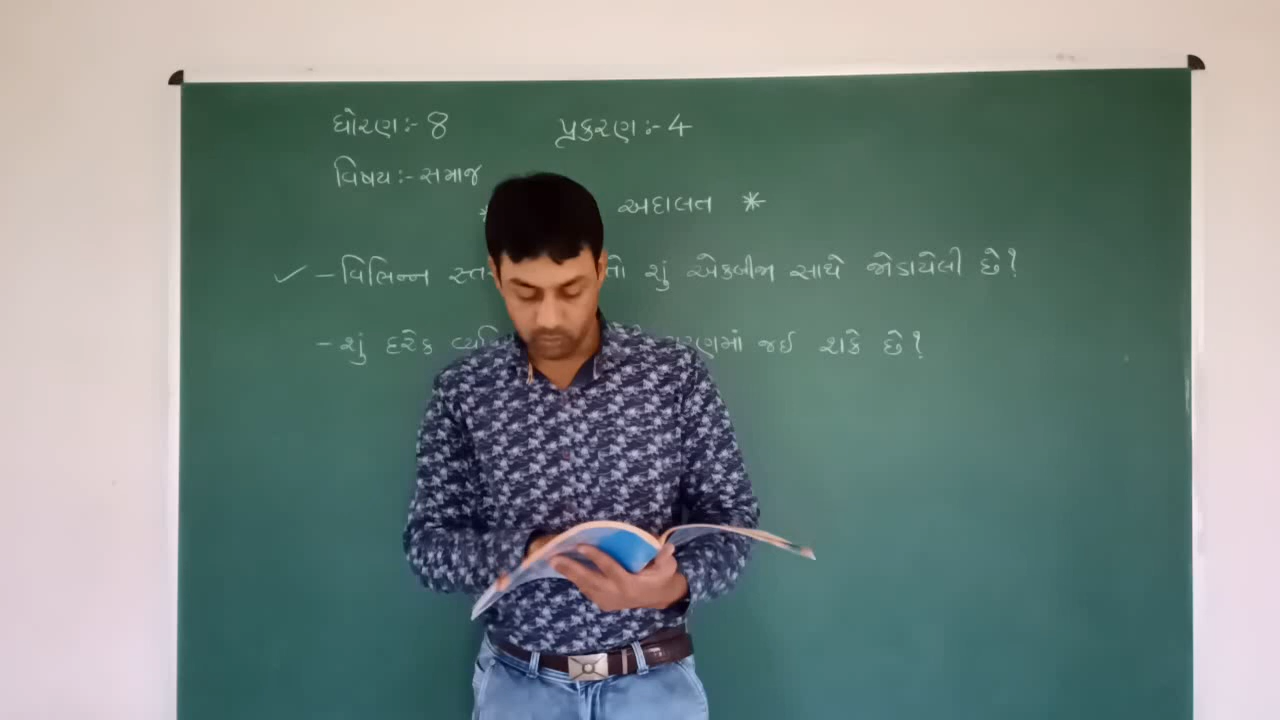 ધોરણ:- 8 પ્રકરણ:- 4
વિષય:- સમાજ
* અદાલત *
✓ - વિભિન્ન શું એકબીજા સાથે જોડાયેલી છે?
- શું દરેક જઈ શકે છે?